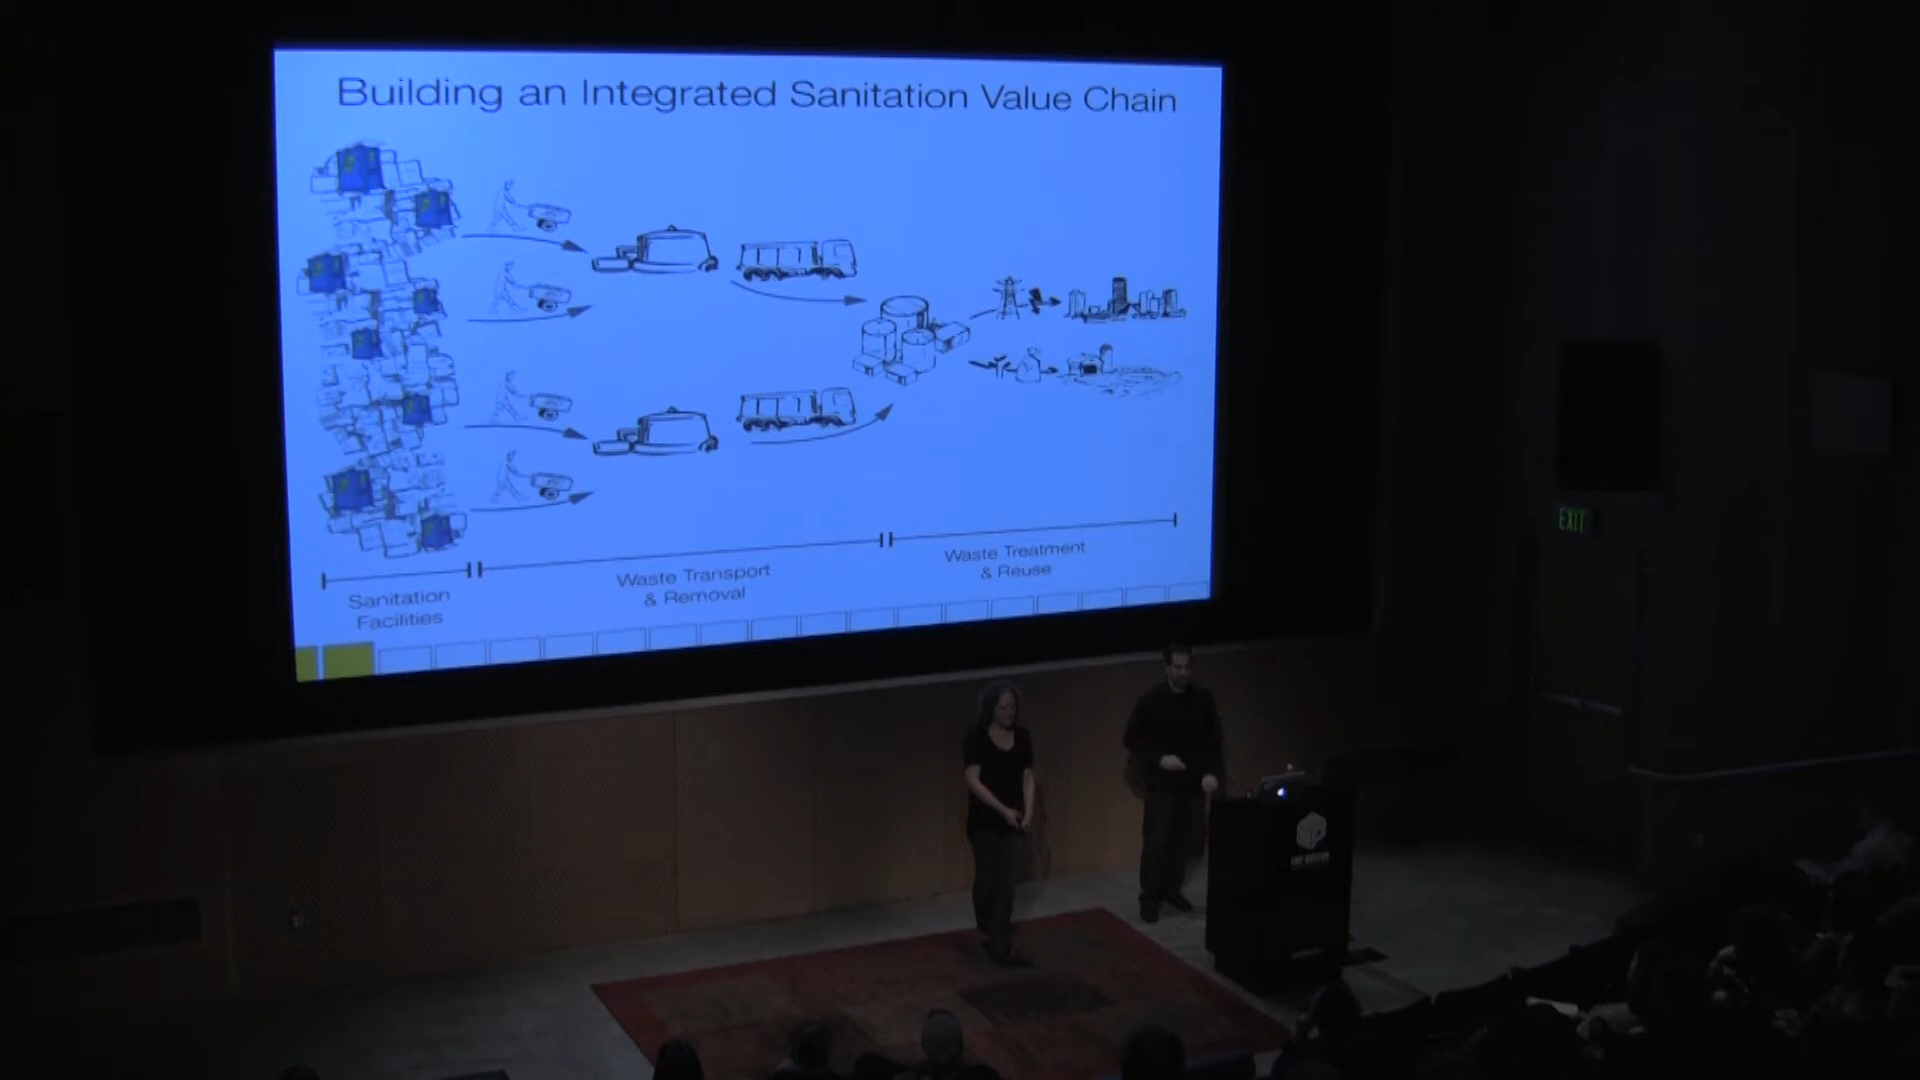 Building an Integrated Sanitation Value Chain
Sanitation
Facilities
Waste Transport
& Removal
Waste Treatment
& Reuse
EXIT